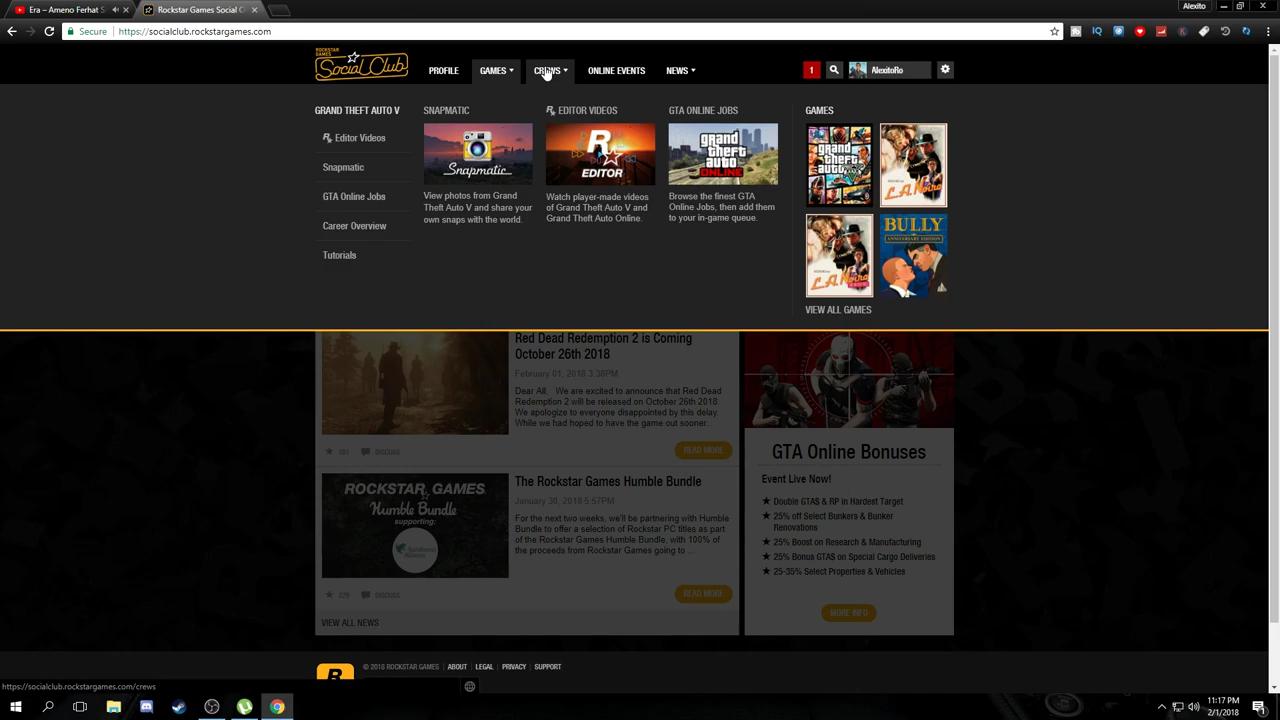 Era – Ameno Ferhat S
Rockstar Games Social C
Alexito
Secure
https://socialclub.rockstargames.com
ROCKSTAR GAMES
Social Club
PROFILE
GAMES
CREWS
ONLINE EVENTS
NEWS
1
AlexitoRo
GRAND THEFT AUTO V
Editor Videos
Snapmatic
GTA Online Jobs
Career Overview
Tutorials
SNAPMATIC
Snapmatic
View photos from Grand
Theft Auto V and share your
own snaps with the world.
EDITOR VIDEOS
R
EDITOR
Watch player-made videos
of Grand Theft Auto V and
Grand Theft Auto Online.
GTA ONLINE JOBS
grand
theft
auto
ONLINE
Browse the finest GTA
Online Jobs, then add them
to your in-game queue.
GAMES
grand
theft
auto
L.A. Noire
L.A. Noire
BULLY
ANNIVERSARY EDITION
VIEW ALL GAMES
Red Dead Redemption 2 is Coming
October 26th 2018
February 01, 2018 3:38PM
Dear All, We are excited to announce that Red Dead
Redemption 2 will be released on October 26th 2018.
We apologize to everyone disappointed by this delay.
While we had hoped to have the game out sooner...
DISCUSS
READ MORE
ROCKSTAR GAMES
Humble Bundle
supporting:
The Rockstar Games Humble Bundle
January 30, 2018 5:57PM
For the next two weeks, we'll be partnering with Humble
Bundle to offer a selection of Rockstar PC titles as part
of the Rockstar Games Humble Bundle, with 100% of
the proceeds from Rockstar Games going to ...
229
DISCUSS
READ MORE
VIEW ALL NEWS
GTA Online Bonuses
Event Live Now!
★ Double GTA$ & RP in Hardest Target
★ 25% off Select Bunkers & Bunker
Renovations
★ 25% Boost on Research & Manufacturing
★ 25% Bonus GTA$ on Special Cargo Deliveries
★ 25-35% Select Properties & Vehicles
MORE INFO
R
© 2018 ROCKSTAR GAMES | ABOUT | LEGAL | PRIVACY | SUPPORT
https://socialclub.rockstargames.com/crews
11:17 PM
2/1/2018
1